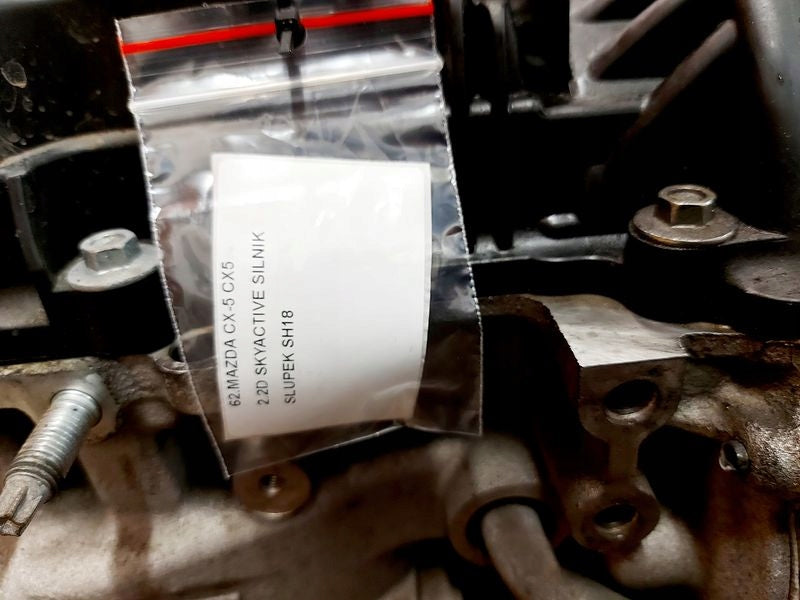 62.MAZDA CX-5 CX5
2.2D SKYACTIVE SILNIK
SLUPEK SH18